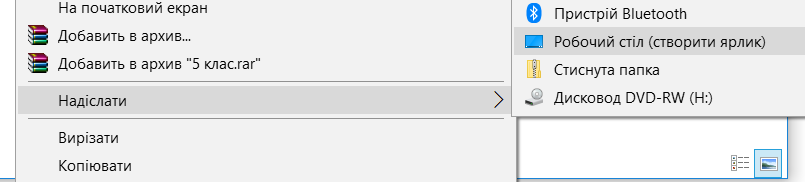 На початковий екран
Добавить в архив...
Добавить в архив "5 клас.rar"
Надіслати
Вирізати
Копіювати
Пристрій Bluetooth
Робочий стіл (створити ярлик)
Стиснута папка
Дисковод DVD-RW (H:)